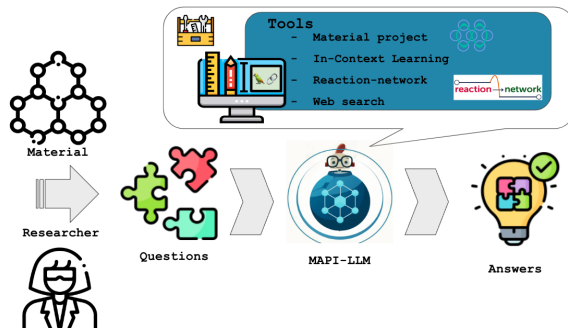 Tools
- Material project
- In-Context Learning
- Reaction-network
- Web search
reaction network
Material
Researcher
Questions
MAPI-LLM
Answers